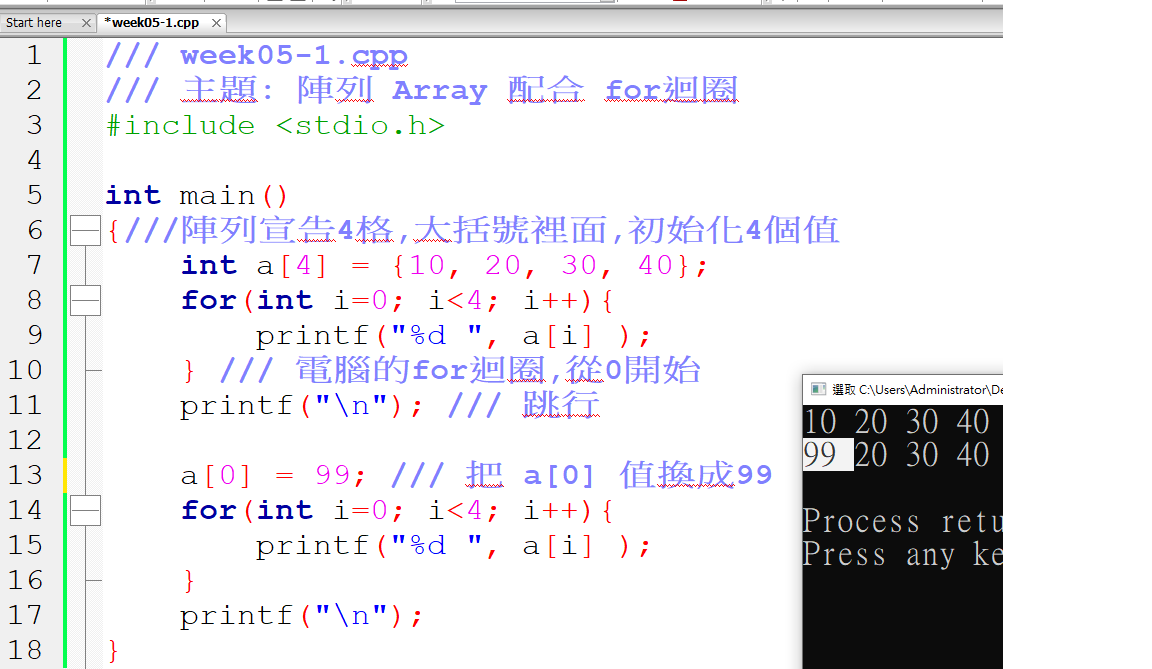 Start here
*week05-1.cpp
1 /// week05-1.cpp
2 /// 主題: 陣列 Array 配合 for迴圈
3 #include <stdio.h>
4
5 int main()
6 {///陣列宣告4格,大括號裡面,初始化4個值
7 int a[4] = {10, 20, 30, 40};
8 for(int i=0; i<4; i++){
9 printf("%d ", a[i] );
10 } /// 電腦的for迴圈,從0開始
11 printf("\n"); /// 跳行
12
13 a[0] = 99; /// 把 a[0] 值換成99
14 for(int i=0; i<4; i++){
15 printf("%d ", a[i] );
16 }
17 printf("\n");
18 }
選取 C:\Users\Administrator\De
10 20 30 40
99 20 30 40
Process retu
Press any ke